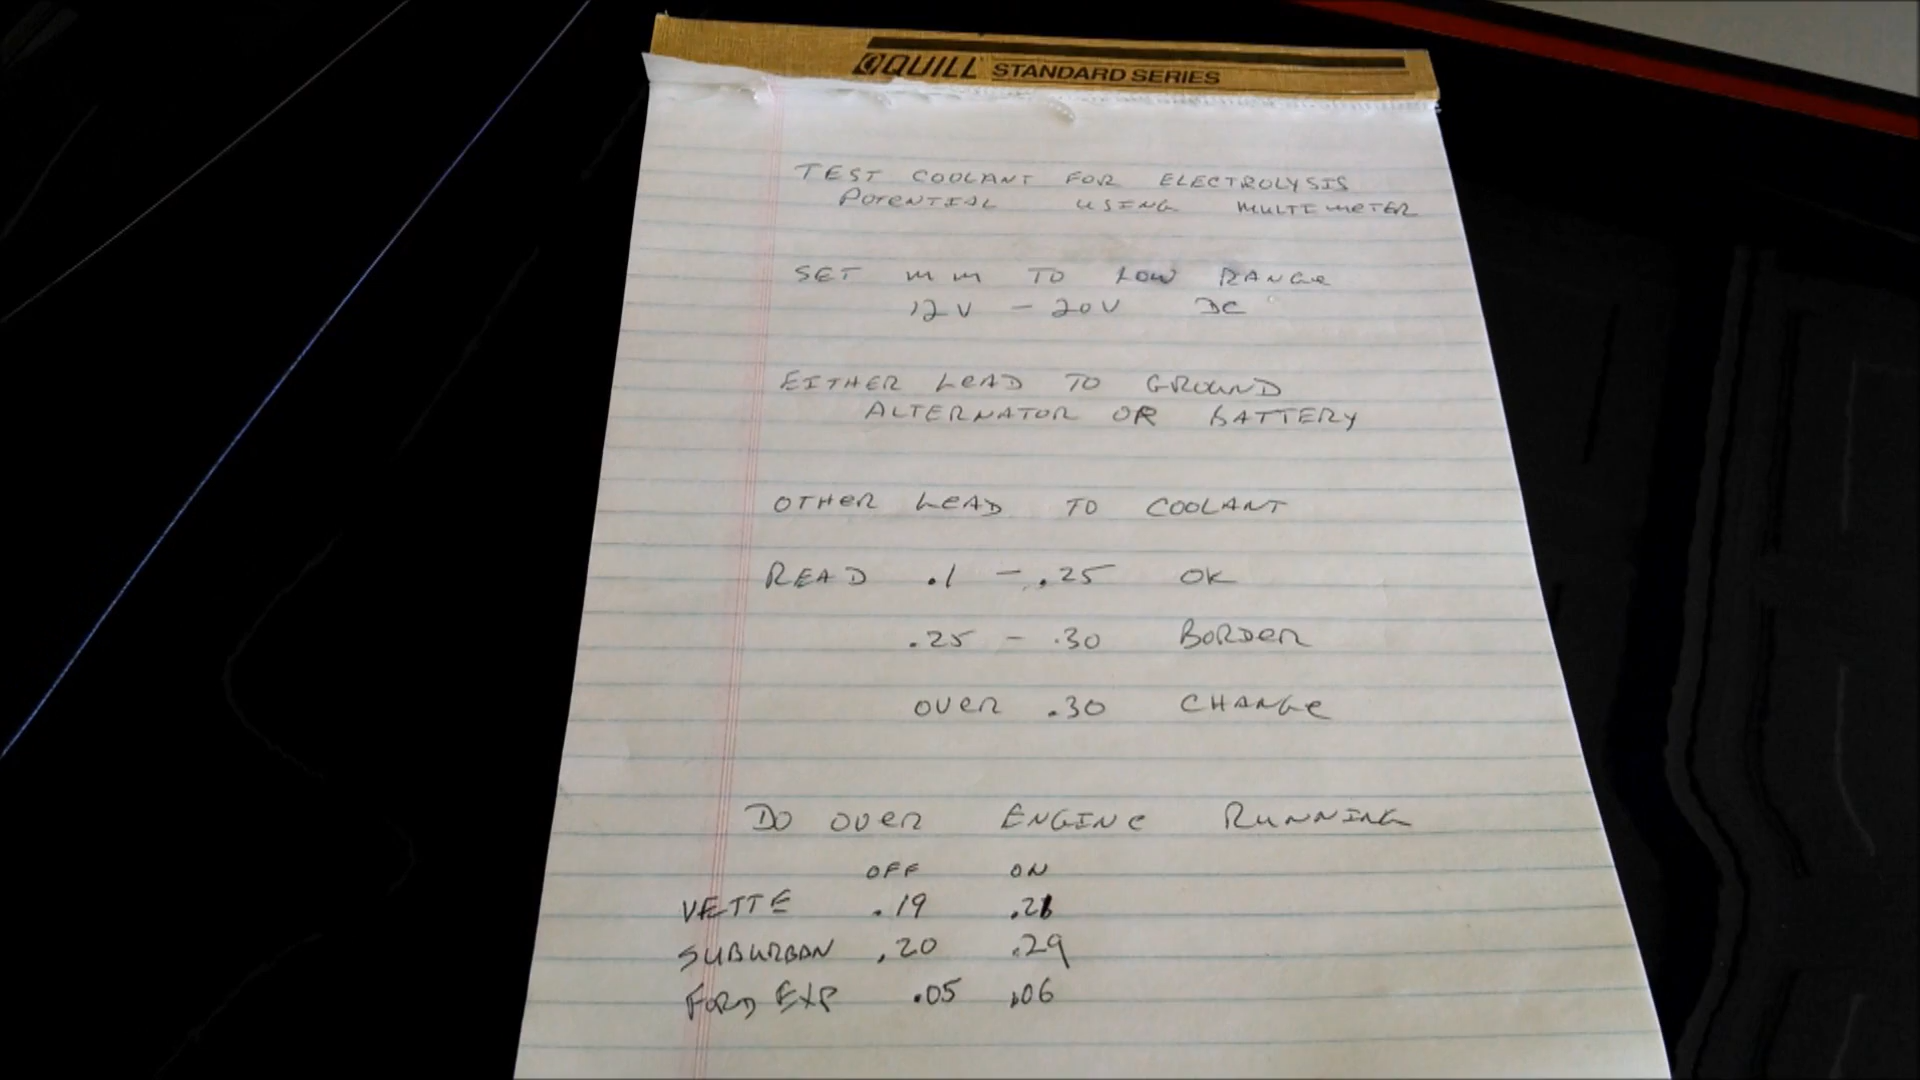 QUILL STANDARD SERIES
TEST COOLANT FOR ELECTROLYSIS
POTENTIAL USING MULTIMETER
SET MM TO LOW RANGE
12V - 20V DC
EITHER LEAD TO GROUND
ALTERNATOR OR BATTERY
OTHER LEAD TO COOLANT
READ .1 - .25 OK
.25 - .30 BORDER
OVER .30 CHANGE
DO OVER ENGINE RUNNING
OFF ON
VETTE .19 .21
SUBURBAN .20 .29
FORD EXP .05 .06